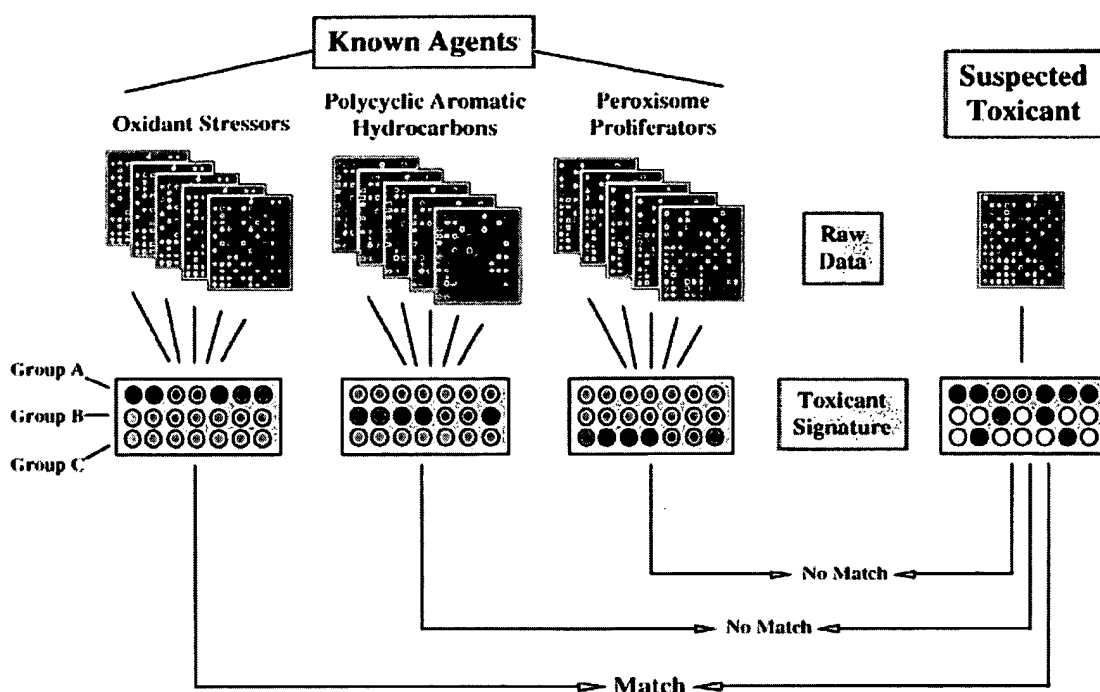 Known Agents
Suspected
Toxicant
Oxidant Stressors
Polycyclic Aromatic
Hydrocarbons
Peroxisome
Proliferators
Raw
Data
Group A
Group B
Group C
Toxicant
Signature
No Match
No Match
Match